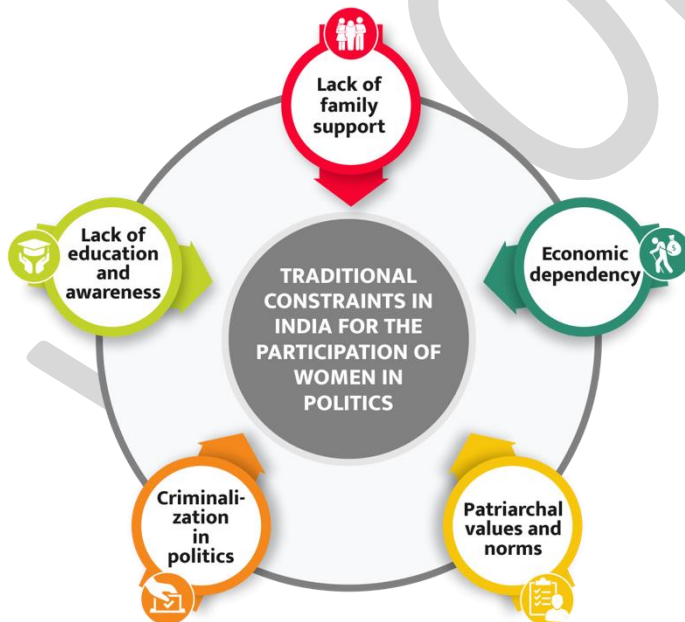 Lack of
family
support
Lack of
education
and
awareness
Economic
dependency
TRADITIONAL
CONSTRAINTS IN
INDIA FOR THE
PARTICIPATION OF
WOMEN IN
POLITICS
Criminali-
zation
in
politics
Patriarchal
values and
norms